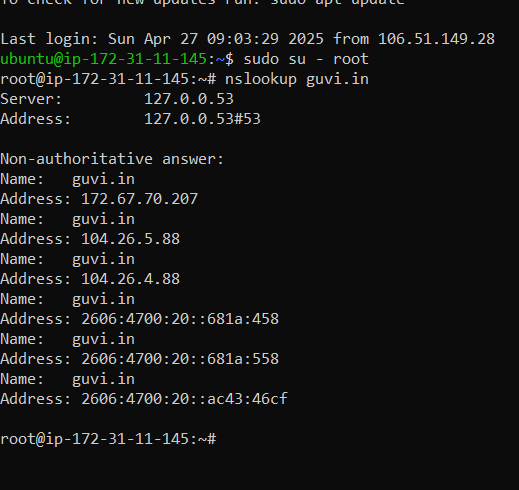 To check for new updates run: sudo apt update
Last login: Sun Apr 27 09:03:29 2025 from 106.51.149.28
ubuntu@ip-172-31-11-145:~$ sudo su - root
root@ip-172-31-11-145:~# nslookup guvi.in
Server:         127.0.0.53
Address:        127.0.0.53#53
Non-authoritative answer:
Name:   guvi.in
Address: 172.67.70.207
Name:   guvi.in
Address: 104.26.5.88
Name:   guvi.in
Address: 104.26.4.88
Name:   guvi.in
Address: 2606:4700:20::681a:458
Name:   guvi.in
Address: 2606:4700:20::681a:558
Name:   guvi.in
Address: 2606:4700:20::ac43:46cf
root@ip-172-31-11-145:~#